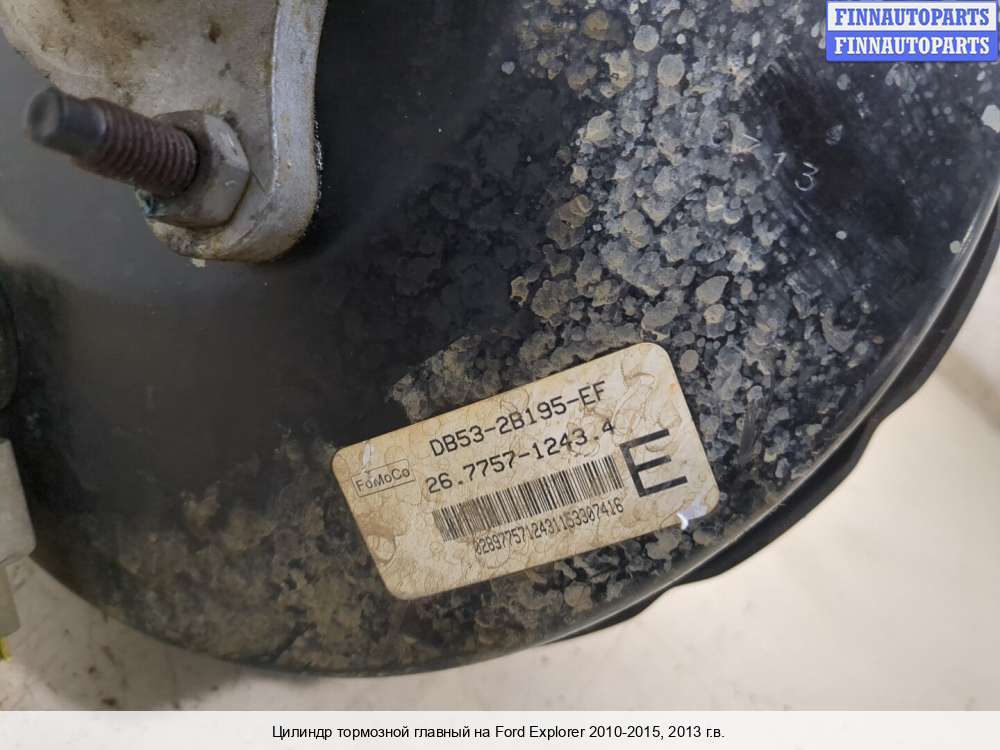 FINNAUTOPARTS
FINNAUTOPARTS
13
DB53-2B195-EF
FoMoCo
26.7757-1243.4
E
0289775712431153307416
Цилиндр тормозной главный на Ford Explorer 2010-2015, 2013 г.в.